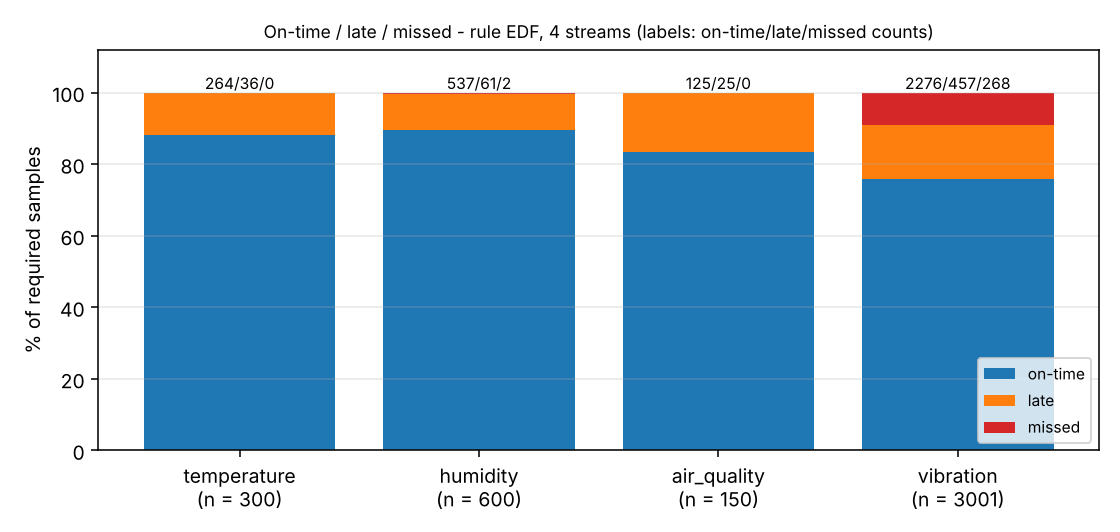 On-time / late / missed - rule EDF, 4 streams (labels: on-time/late/missed counts)
264/36/0
537/61/2
125/25/0
2276/457/268
% of required samples
100
80
60
40
20
0
on-time
late
missed
temperature
(n = 300)
humidity
(n = 600)
air_quality
(n = 150)
vibration
(n = 3001)